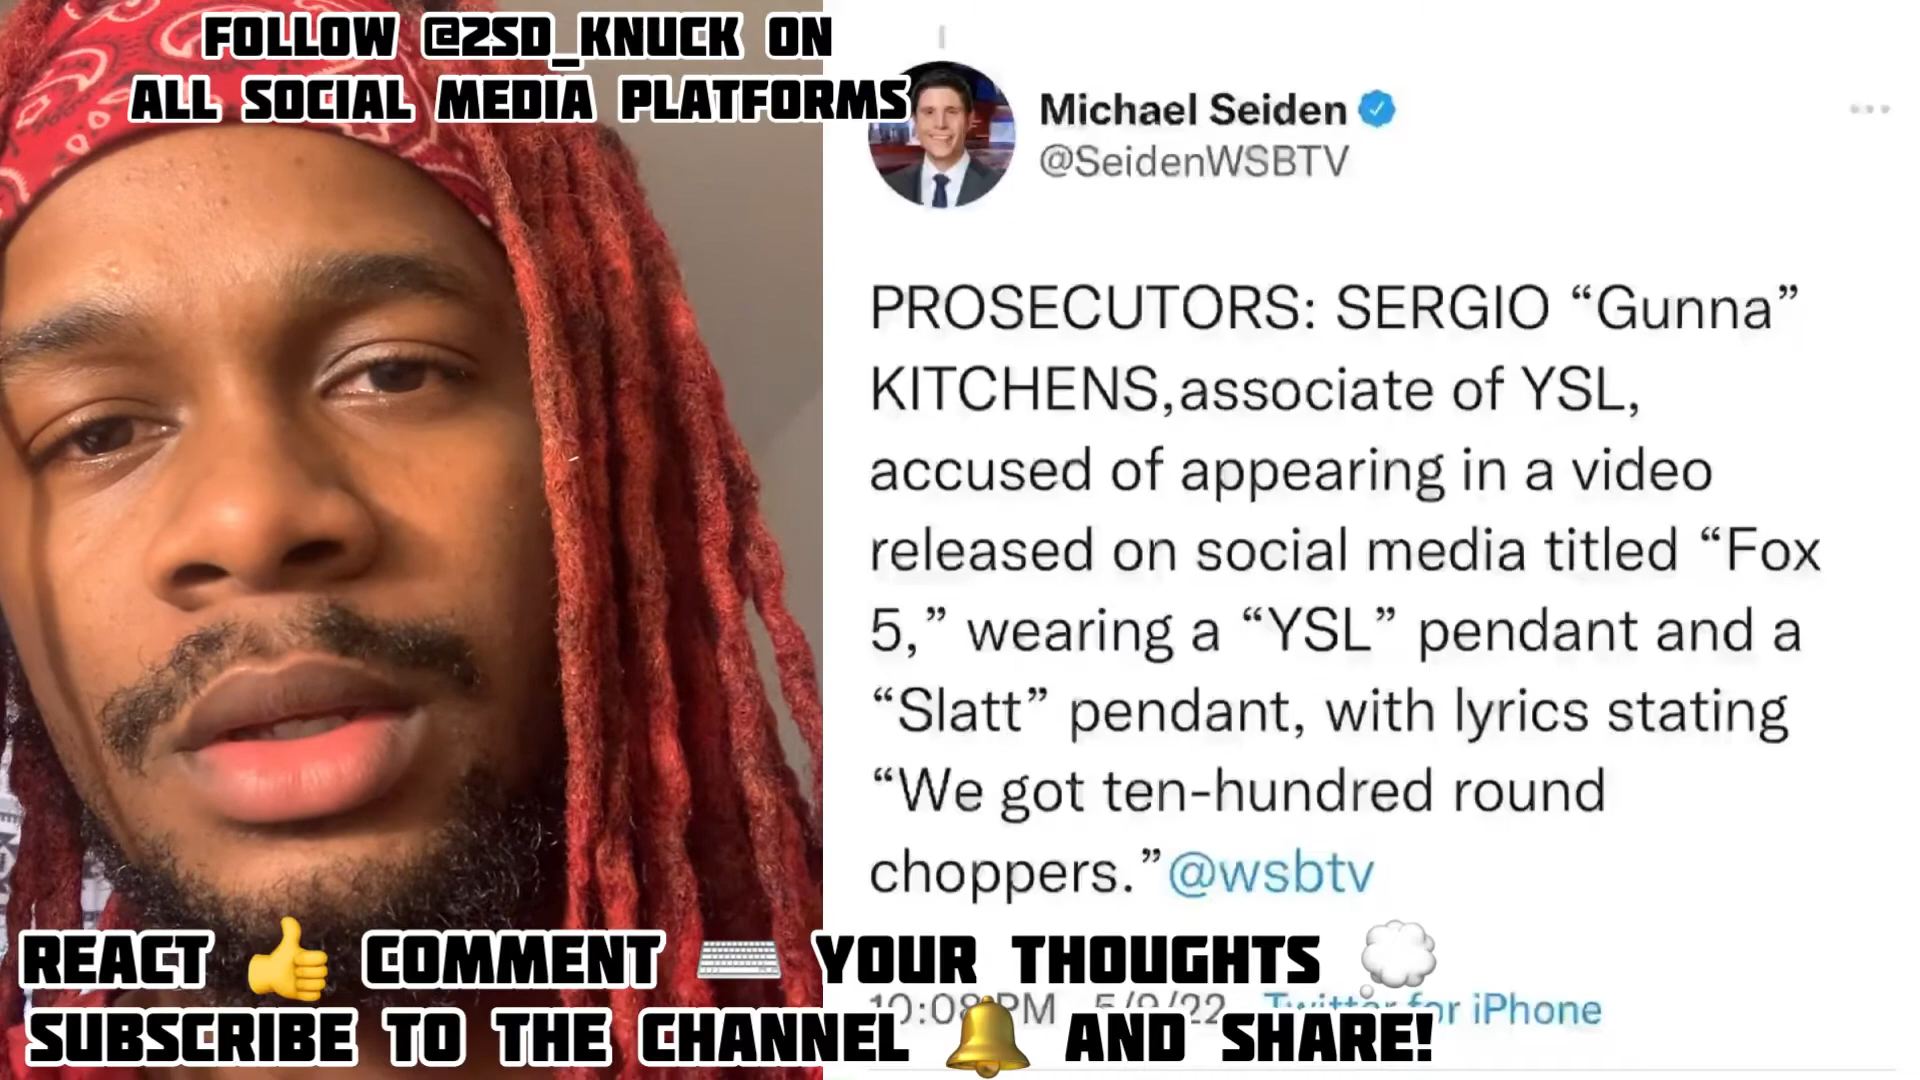 FOLLOW @2SD_KNUCK ON
ALL SOCIAL MEDIA PLATFORMS
Michael Seiden
@SeidenWSBTV
PROSECUTORS: SERGIO “Gunna”
KITCHENS,associate of YSL,
accused of appearing in a video
released on social media titled “Fox
5,” wearing a “YSL” pendant and a
“Slatt” pendant, with lyrics stating
“We got ten-hundred round
choppers.”@wsbtv
REACT 👍 COMMENT ⌨️ YOUR THOUGHTS 💭
10:08 PM 5/9/22 Twitter for iPhone
SUBSCRIBE TO THE CHANNEL 🔔 AND SHARE!